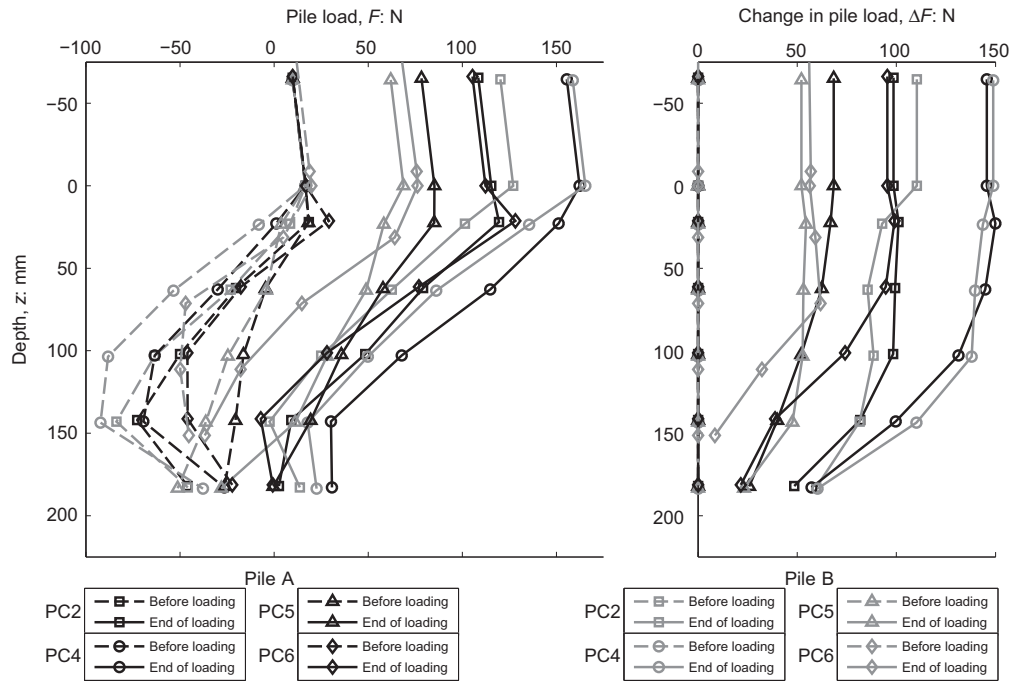 Pile load, F: N
Change in pile load, ΔF: N
−100 −50 0 50 100 150
0 50 100 150
−50
0
50
100
150
200
Depth, z: mm
−50
0
50
100
150
200
Pile A
PC2 Before loading
End of loading
PC4 Before loading
End of loading
PC5 Before loading
End of loading
PC6 Before loading
End of loading
Pile B
PC2 Before loading
End of loading
PC4 Before loading
End of loading
PC5 Before loading
End of loading
PC6 Before loading
End of loading